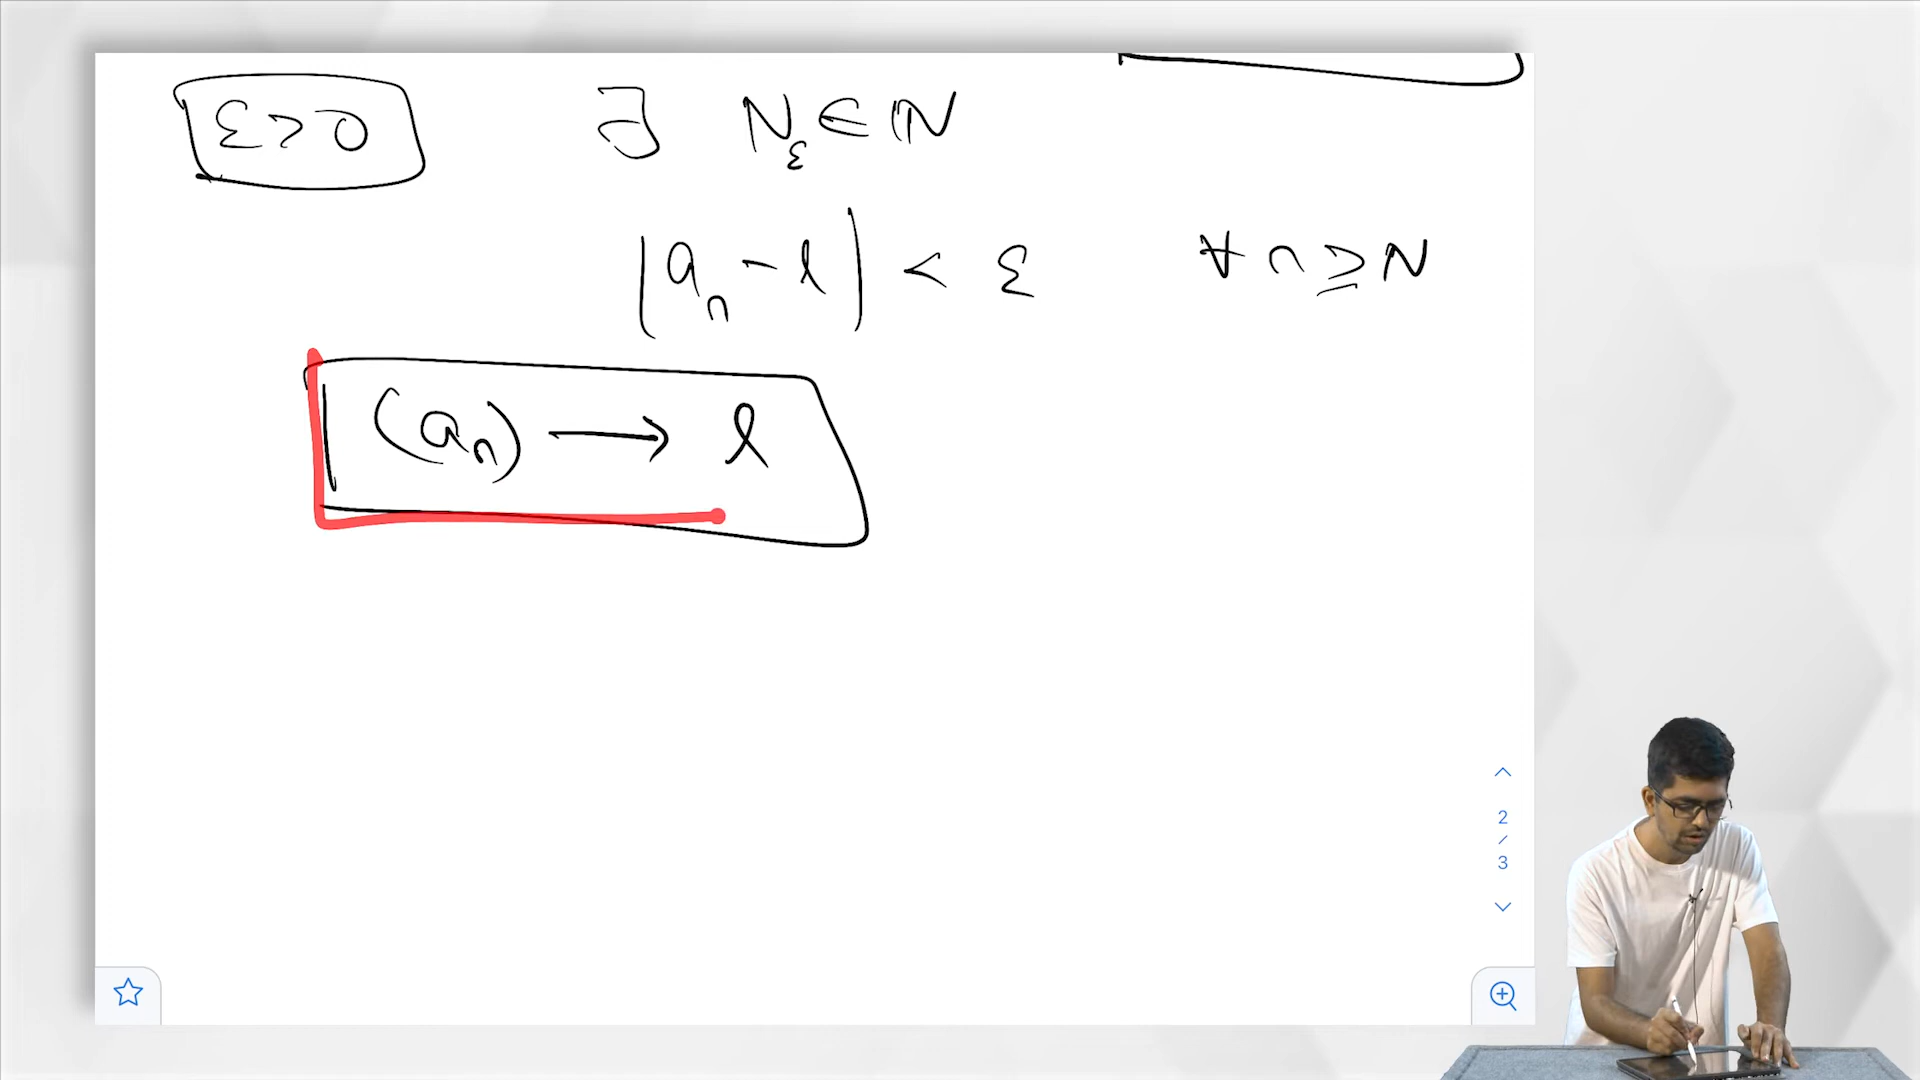 ε>0 ∃ N_ε ∈ ℕ
|a_n - l| < ε ∀ n ≥ N
(a_n) → l
2
/
3